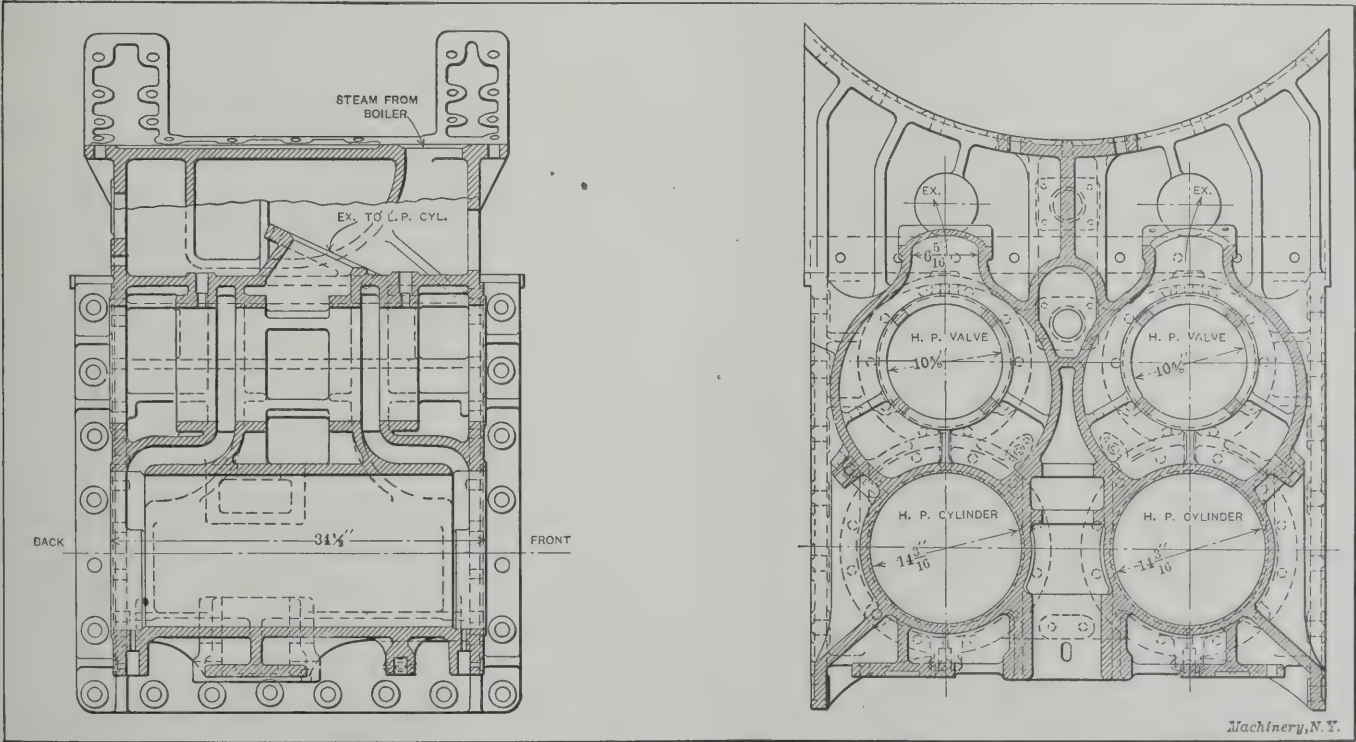 STEAM FROM
BOILER
EX. TO L.P. CYL.
BACK
34½″
FRONT
EX.
EX.
6 5/16
H. P. VALVE
10⅝
H. P. VALVE
10⅝
H. P. CYLINDER
14 3/16″
H. P. CYLINDER
14 3/16″
Machinery, N.Y.